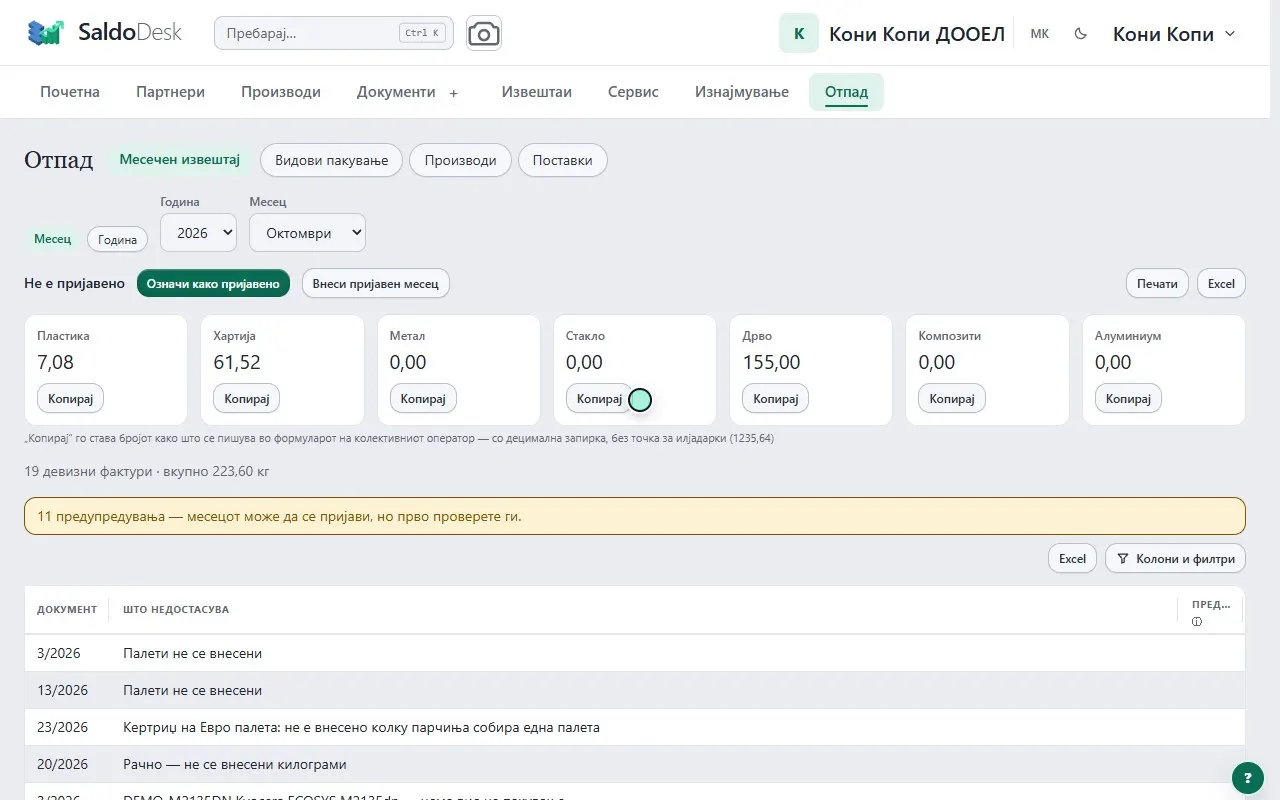 SaldoDesk
Пребарај...
Ctrl K
К
Кони Копи ДООЕЛ
МК
Кони Копи
Почетна
Партнери
Производи
Документи +
Извештаи
Сервис
Изнајмување
Отпад
Отпад
Месечен извештај
Видови пакување
Производи
Поставки
Година
Месец
Месец
Година
2026
Октомври
Не е пријавено
Означи како пријавено
Внеси пријавен месец
Печати
Excel
Пластика
7,08
Копирај
Хартија
61,52
Копирај
Метал
0,00
Копирај
Стакло
0,00
Копирај
Дрво
155,00
Копирај
Композити
0,00
Копирај
Алуминиум
0,00
Копирај
„Копирај" го става бројот како што се пишува во формуларот на колективниот оператор — со децимална запирка, без точка за илјадарки (1235,64)
19 девизни фактури · вкупно 223,60 кг
11 предупредувања — месецот може да се пријави, но прво проверете ги.
Excel
Колони и филтри
ДОКУМЕНТ
ШТО НЕДОСТАСУВА
ПРЕД...
3/2026 Палети не се внесени
13/2026 Палети не се внесени
23/2026 Кертриџ на Евро палета: не е внесено колку парчиња собира една палета
20/2026 Рачно — не се внесени килограми
?